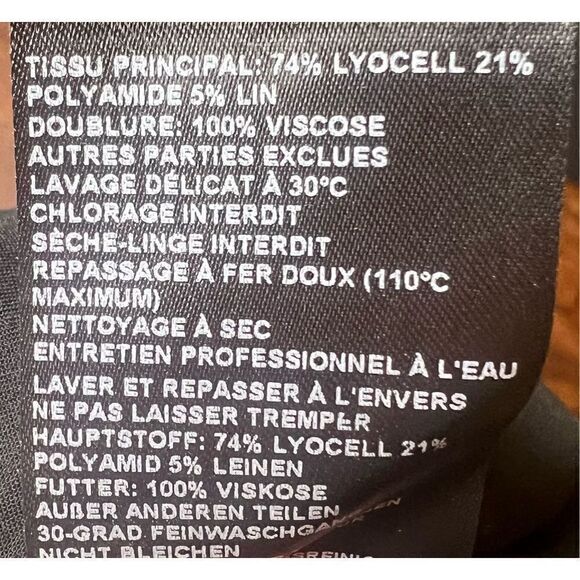 TISSU PRINCIPAL: 74% LYOCELL 21%
POLYAMIDE 5% LIN
DOUBLURE: 100% VISCOSE
AUTRES PARTIES EXCLUES
LAVAGE DÉLICAT À 30°C
CHLORAGE INTERDIT
SÈCHE-LINGE INTERDIT
REPASSAGE À FER DOUX (110°C
MAXIMUM)
NETTOYAGE À SEC
ENTRETIEN PROFESSIONNEL À L'EAU
LAVER ET REPASSER À L'ENVERS
NE PAS LAISSER TREMPER
HAUPTSTOFF: 74% LYOCELL 21%
POLYAMID 5% LEINEN
FUTTER: 100% VISKOSE
AUßER ANDEREN TEILEN
30-GRAD
NICHT BLEICHEN